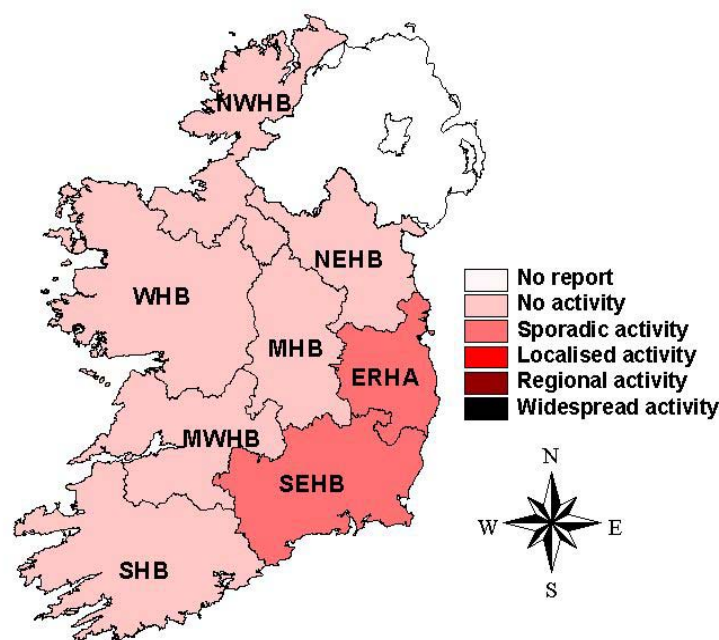 NWHB
NEHB
WHB
MHB
ERHA
MWHB
SEHB
SHB
No report
No activity
Sporadic activity
Localised activity
Regional activity
Widespread activity
N
W E
S